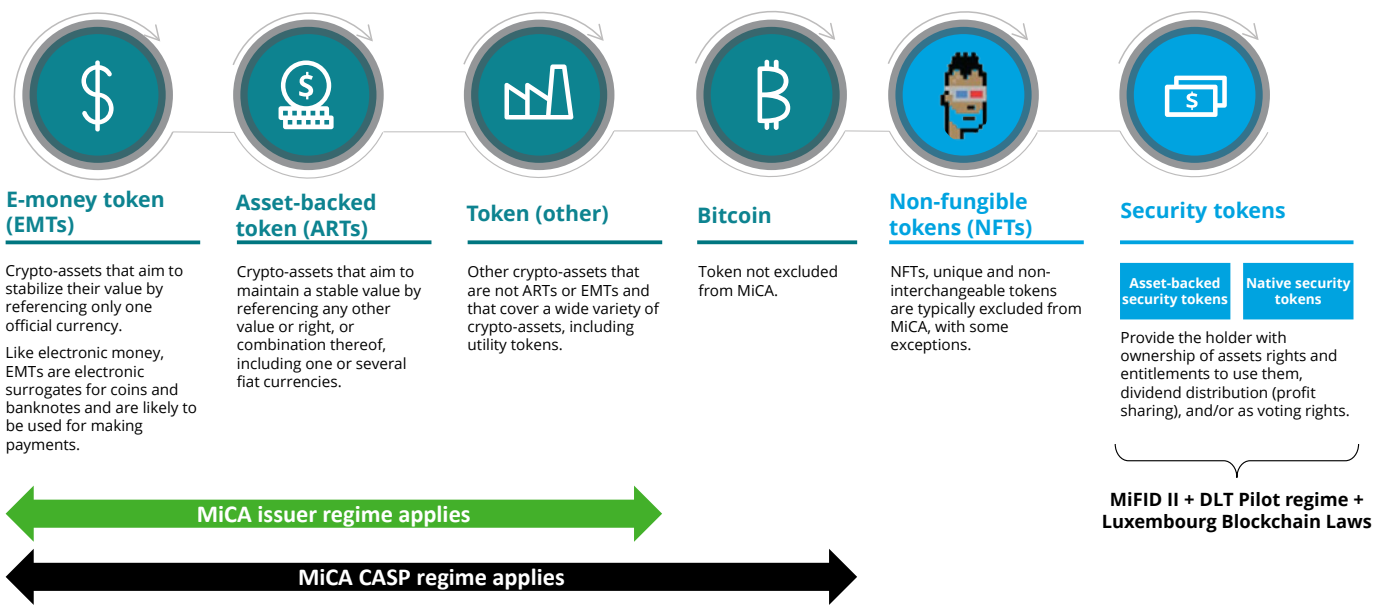 $
$
E-money token
(EMTs)
Crypto-assets that aim to
stabilize their value by
referencing only one
official currency.
Like electronic money,
EMTs are electronic
surrogates for coins and
banknotes and are likely to
be used for making
payments.
Asset-backed
token (ARTs)
Crypto-assets that aim to
maintain a stable value by
referencing any other
value or right, or
combination thereof,
including one or several
fiat currencies.
Token (other)
Other crypto-assets that
are not ARTs or EMTs and
that cover a wide variety of
crypto-assets, including
utility tokens.
Bitcoin
Token not excluded
from MiCA.
Non-fungible
tokens (NFTs)
NFTs, unique and non-
interchangeable tokens
are typically excluded from
MiCA, with some
exceptions.
$
Security tokens
Asset-backed
security tokens
Native security
tokens
Provide the holder with
ownership of assets rights and
entitlements to use them,
dividend distribution (profit
sharing), and/or as voting rights.
MiFID II + DLT Pilot regime +
Luxembourg Blockchain Laws
MiCA issuer regime applies
MiCA CASP regime applies